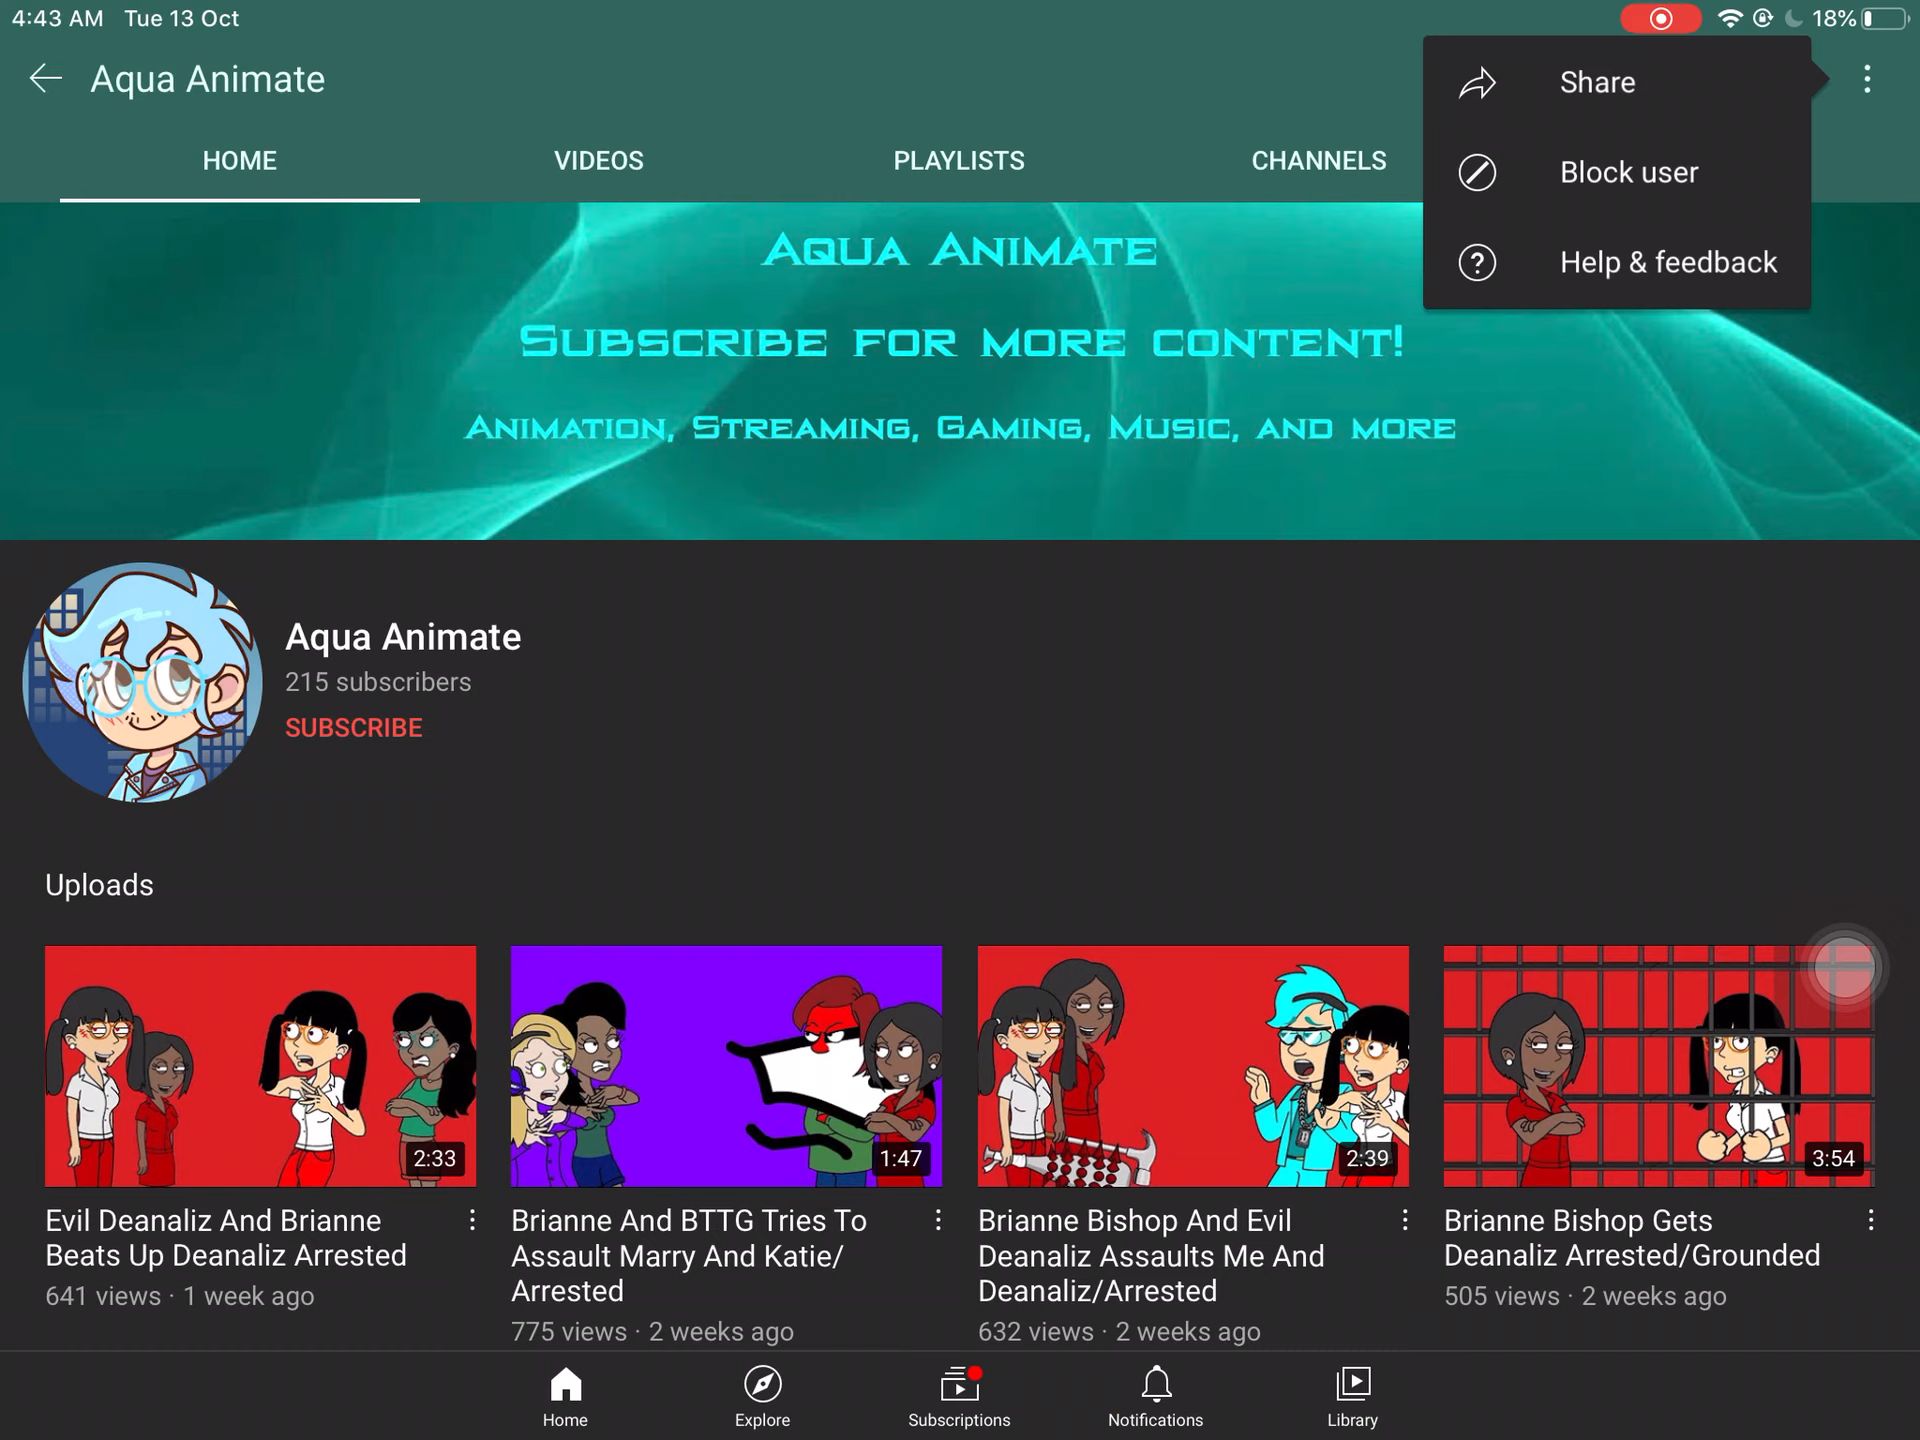 4:43 AM Tue 13 Oct
18%
Aqua Animate
Share
Block user
Help & feedback
HOME VIDEOS PLAYLISTS CHANNELS
AQUA ANIMATE
SUBSCRIBE FOR MORE CONTENT!
ANIMATION, STREAMING, GAMING, MUSIC, AND MORE
Aqua Animate
215 subscribers
SUBSCRIBE
Uploads
2:33
Evil Deanaliz And Brianne
Beats Up Deanaliz Arrested
641 views · 1 week ago
1:47
Brianne And BTTG Tries To
Assault Marry And Katie/
Arrested
775 views · 2 weeks ago
2:39
Brianne Bishop And Evil
Deanaliz Assaults Me And
Deanaliz/Arrested
632 views · 2 weeks ago
3:54
Brianne Bishop Gets
Deanaliz Arrested/Grounded
505 views · 2 weeks ago
Home Explore Subscriptions Notifications Library